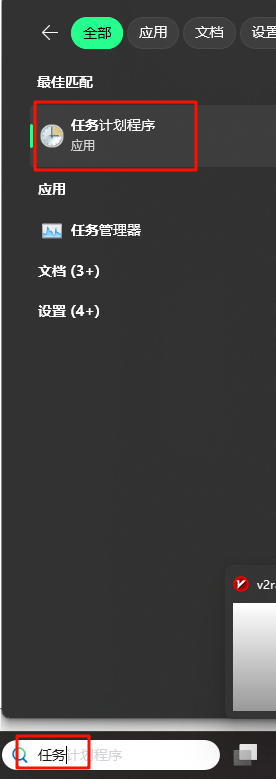 全部 应用 文档 设
最佳匹配
任务计划程序
应用
应用
任务管理器
文档 (3+)
设置 (4+)
v2ra
任务计划程序